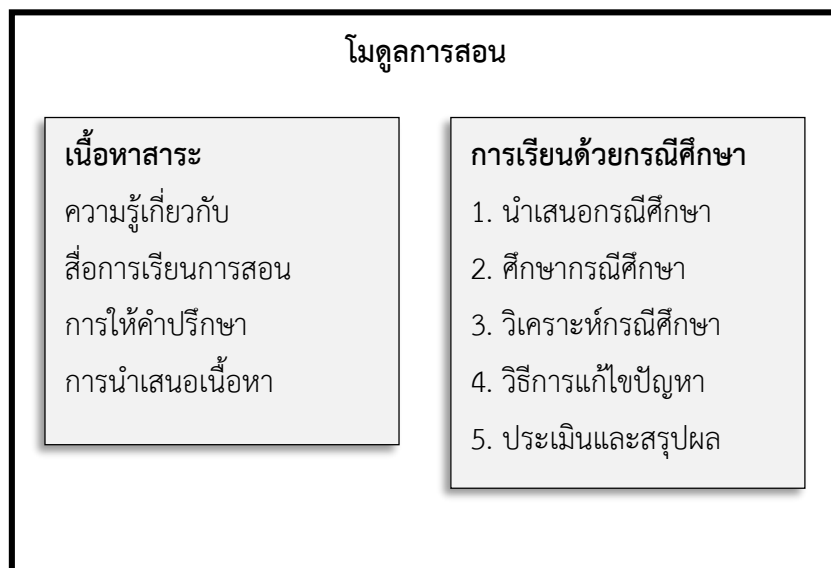 โมดูลการสอน
เนื้อหาสาระ
ความรู้เกี่ยวกับ
สื่อการเรียนการสอน
การให้คำปรึกษา
การนำเสนอเนื้อหา
การเรียนด้วยกรณีศึกษา
1. นำเสนอกรณีศึกษา
2. ศึกษากรณีศึกษา
3. วิเคราะห์กรณีศึกษา
4. วิธีการแก้ไขปัญหา
5. ประเมินและสรุปผล